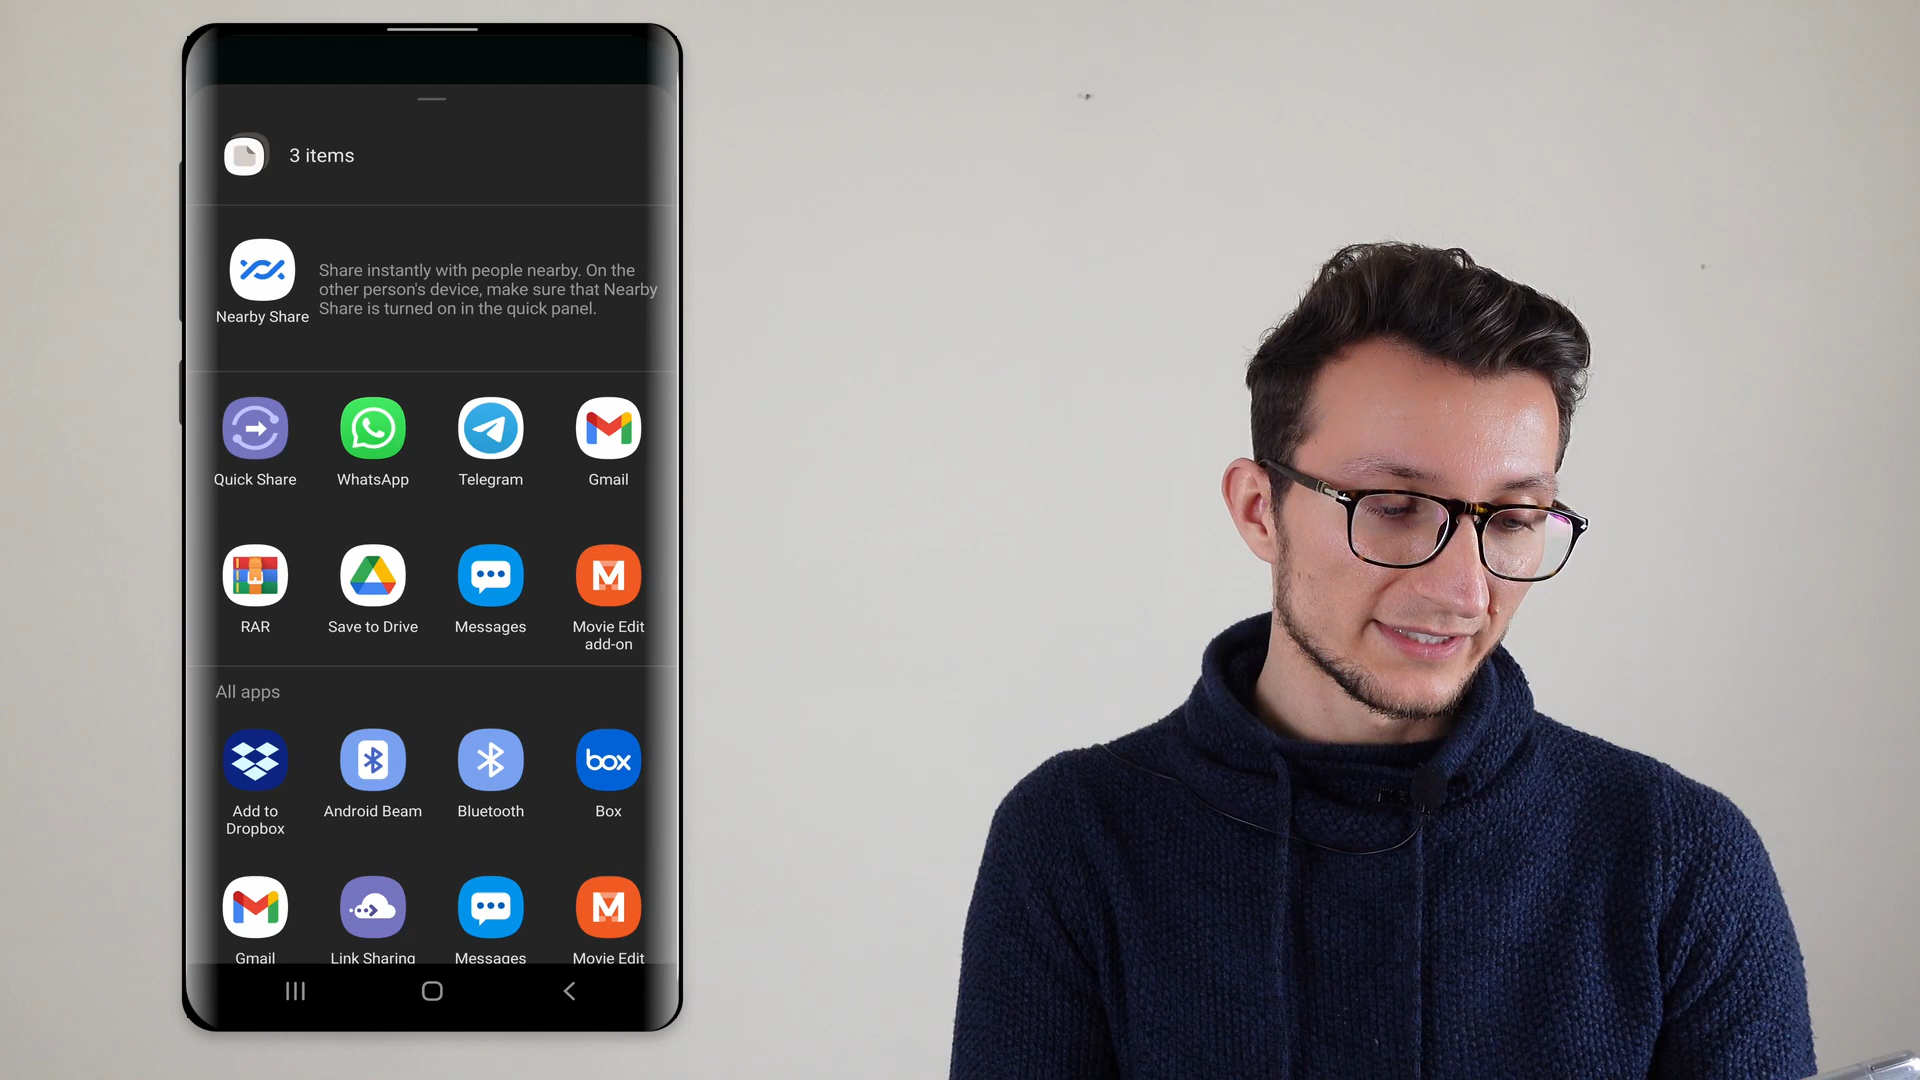 3 items
Share instantly with people nearby. On the
other person's device, make sure that Nearby
Share is turned on in the quick panel.
Nearby Share
Quick Share WhatsApp Telegram Gmail
RAR Save to Drive Messages Movie Edit
add-on
All apps
box
Add to Android Beam Bluetooth Box
Dropbox
Gmail Link Sharing Messages Movie Edit